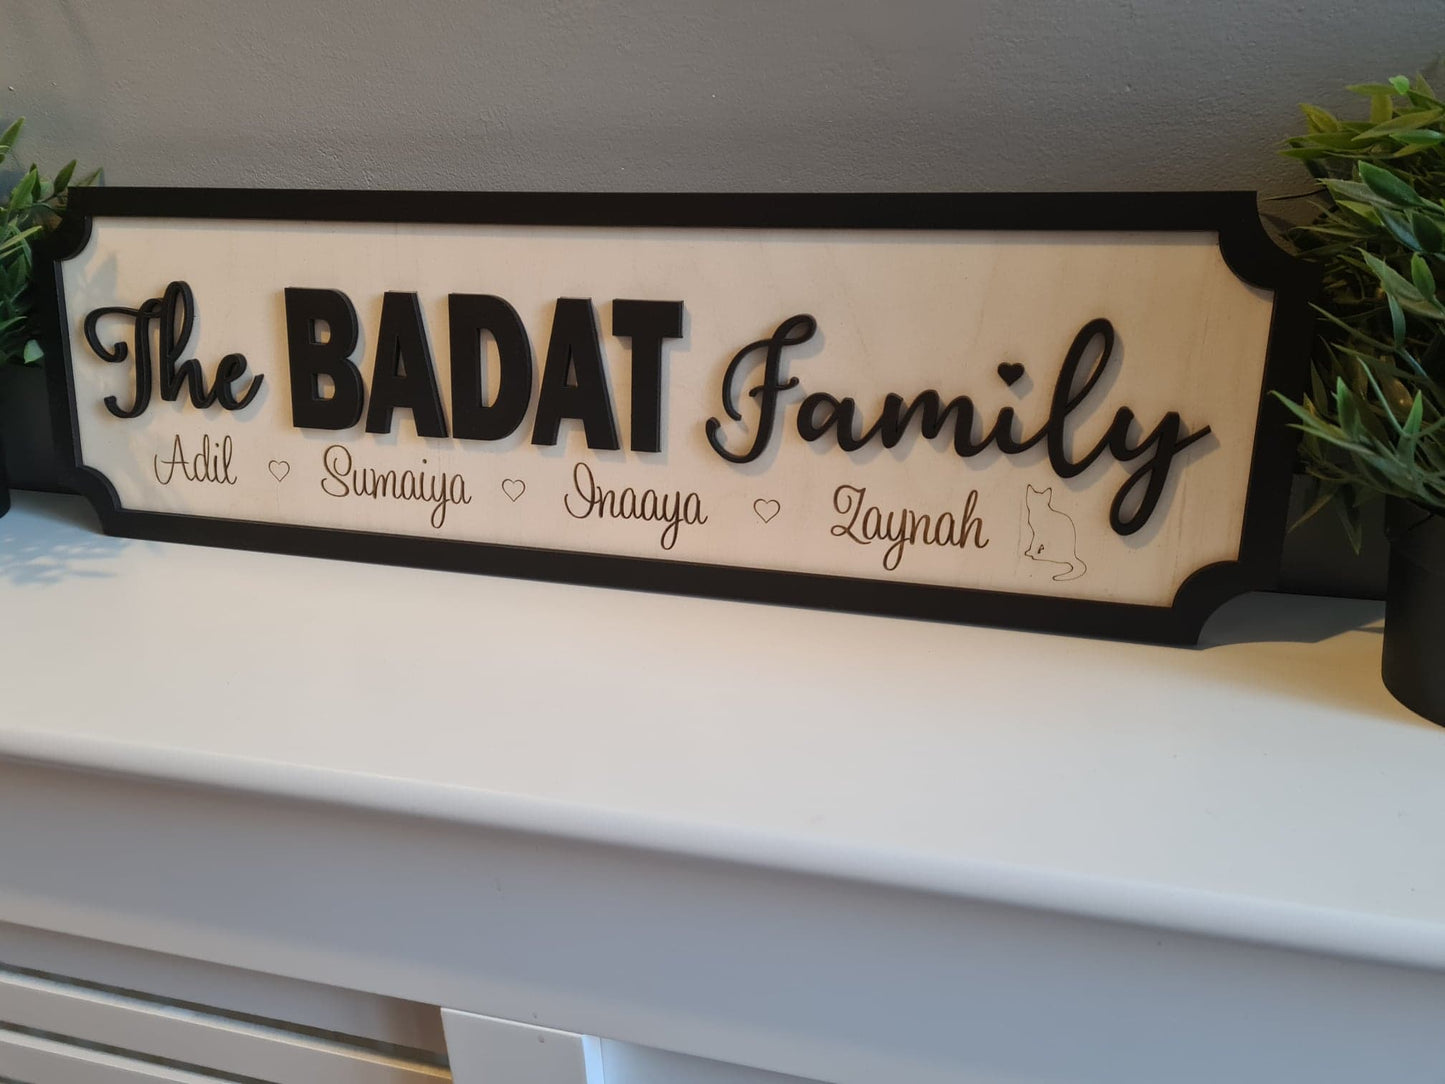 The BADAT Family
Adil ♡ Sumaiya ♡ Inaaya ♡ Zaynah